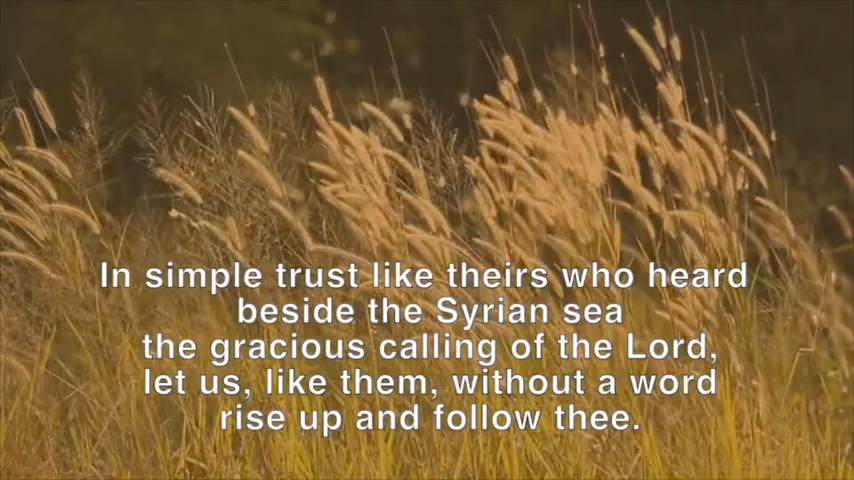 In simple trust like theirs who heard
beside the Syrian sea
the gracious calling of the Lord,
let us, like them, without a word
rise up and follow thee.